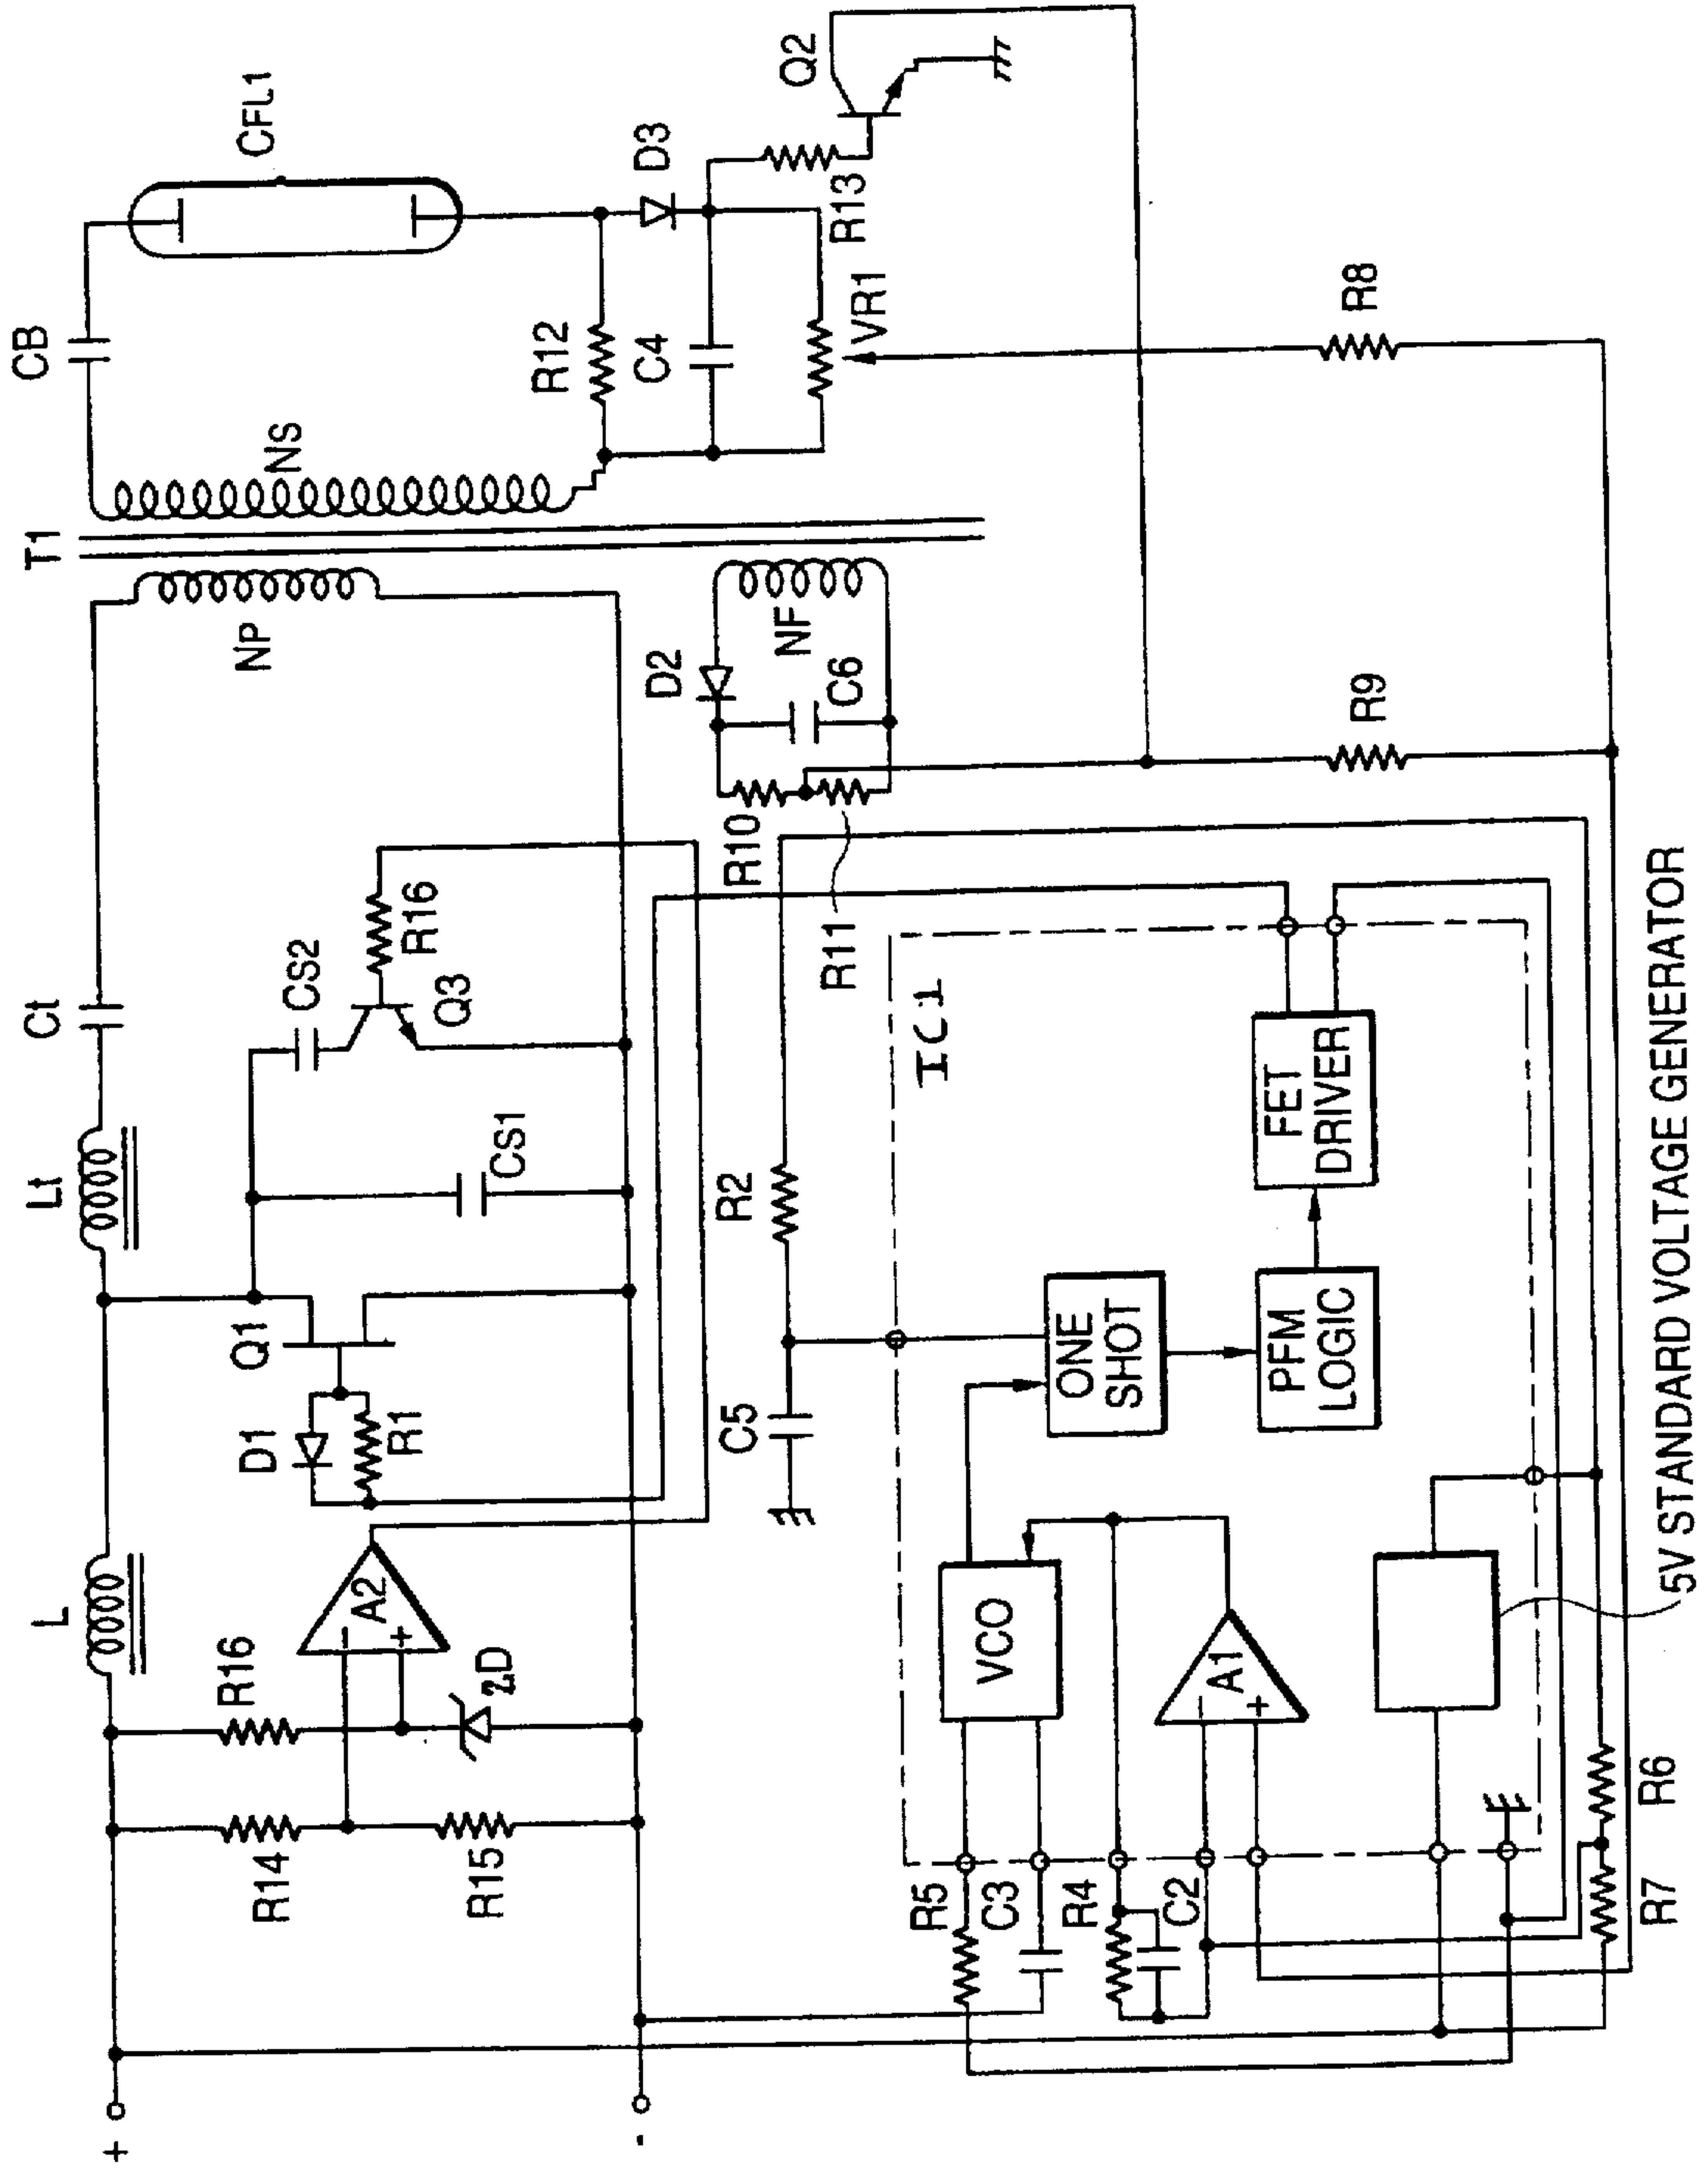 +
-
L
Lt
Ct
T1
CB
CFL1
R16
R14
R15
ZD
A2
-
+
D1
R1
Q1
CS1
CS2
Q3
R16
NP
NS
R12
C4
D3
R13
VR1
Q2
D2
NF
C6
R10
R11
R8
R9
C5
R2
IC1
VCO
ONE
SHOT
PFM
LOGIC
FET
DRIVER
A1
-
+
R5
C3
R4
C2
R7
R6
5V STANDARD VOLTAGE GENERATOR